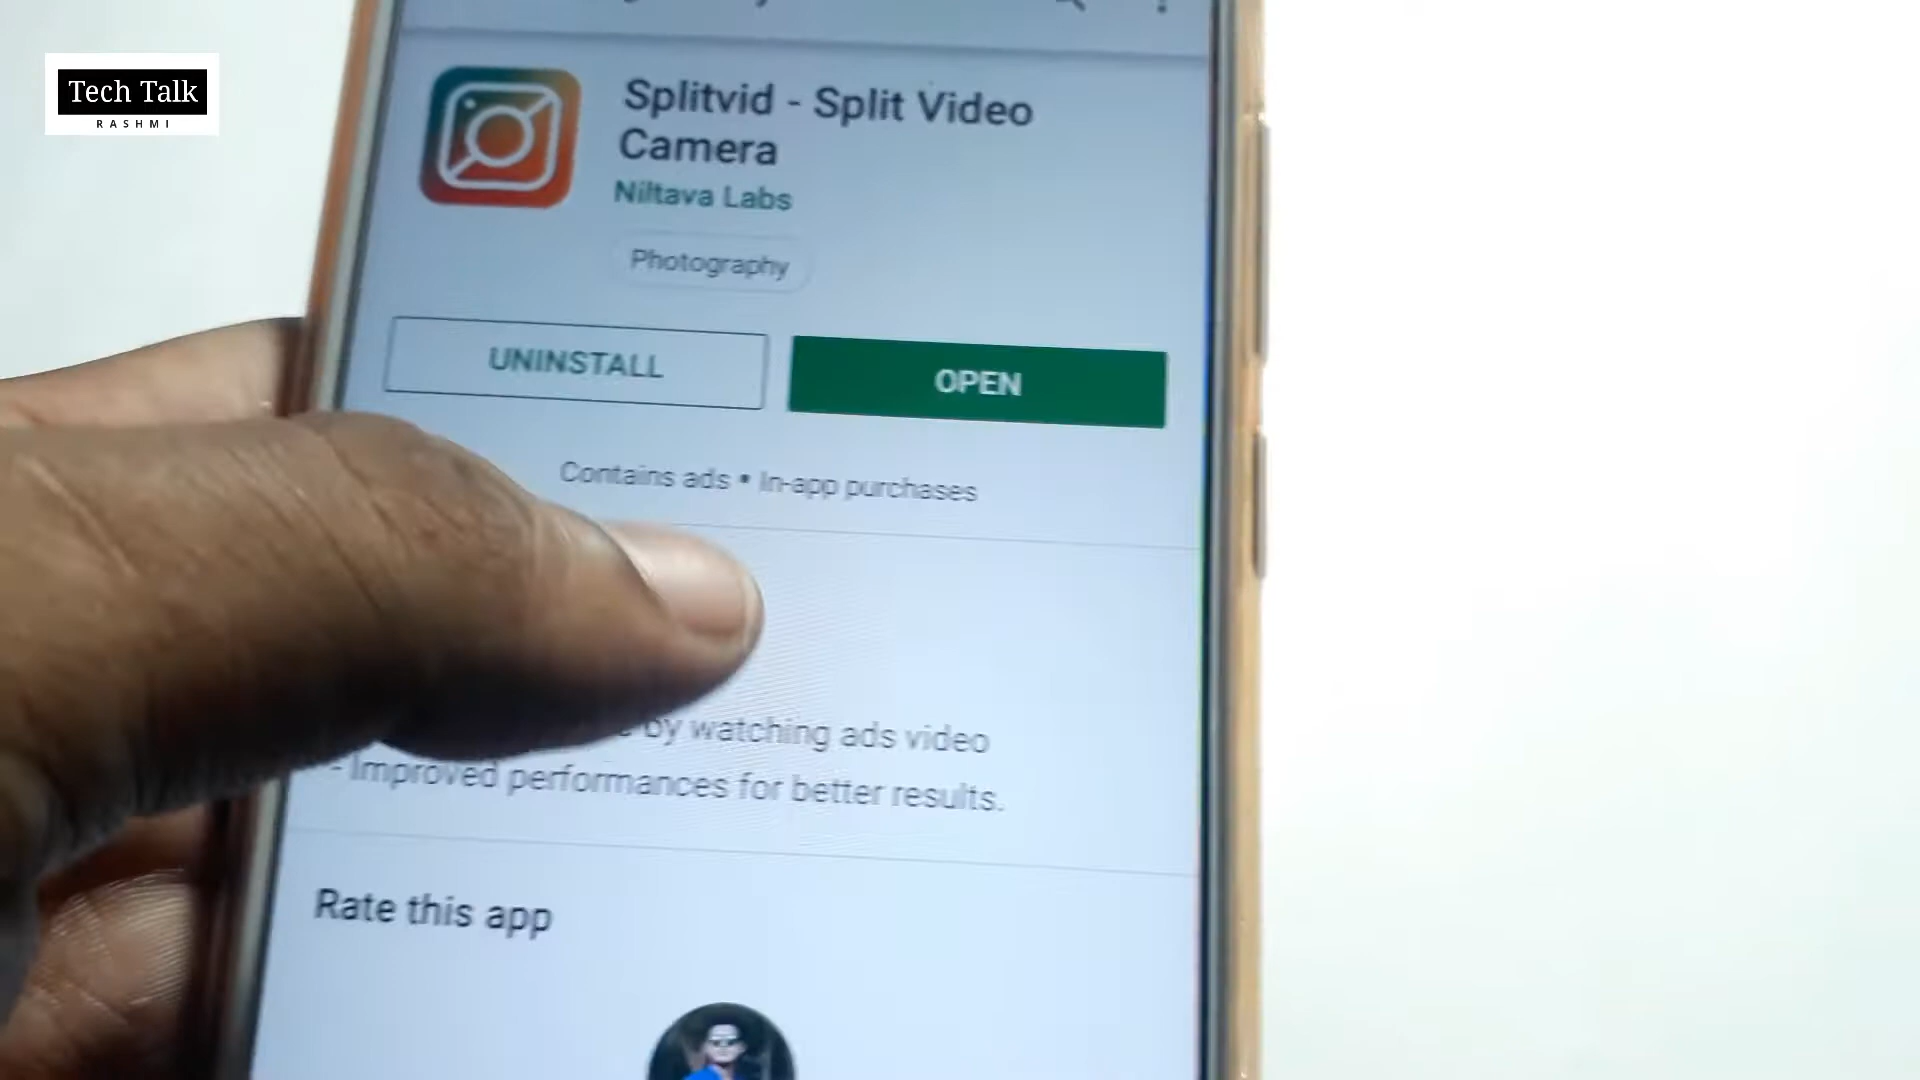 Tech Talk
RASHMI
Splitvid - Split Video
Camera
Niltava Labs
Photography
UNINSTALL
OPEN
Contains ads • In-app purchases
by watching ads video
- Improved performances for better results.
Rate this app